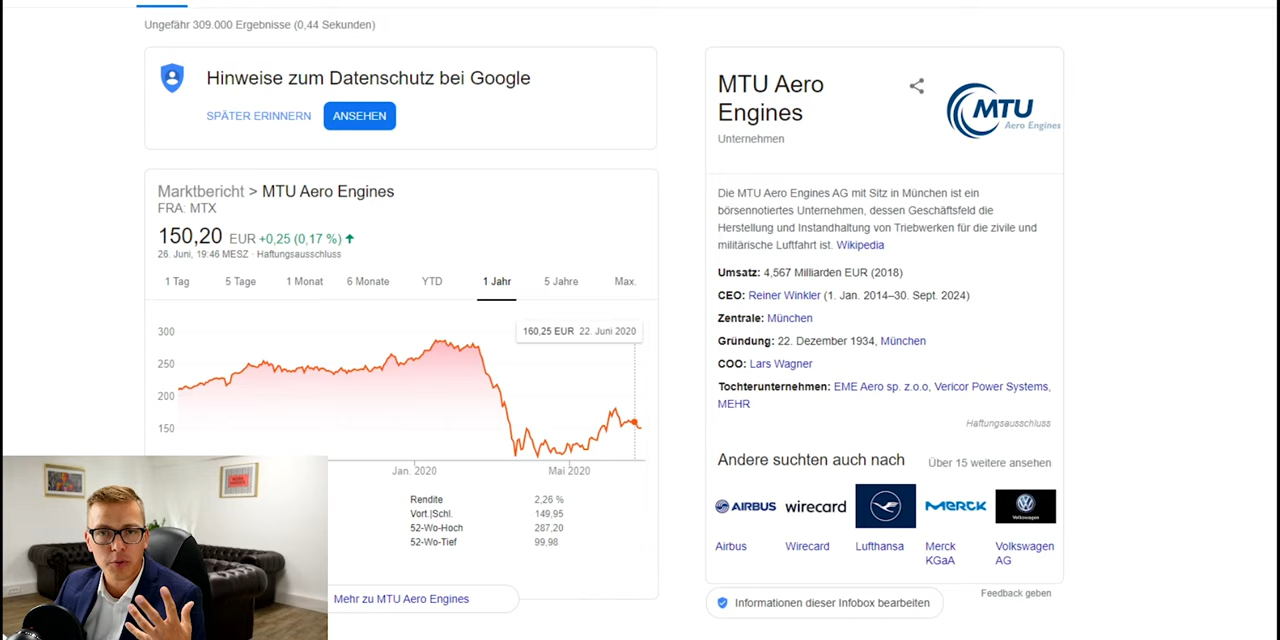 Ungefähr 309.000 Ergebnisse (0,44 Sekunden)
Hinweise zum Datenschutz bei Google
SPÄTER ERINNERN
ANSEHEN
Marktbericht > MTU Aero Engines
FRA: MTX
150,20 EUR +0,25 (0,17 %)
26. Juni, 19:46 MESZ · Haftungsausschluss
1 Tag 5 Tage 1 Monat 6 Monate YTD 1 Jahr 5 Jahre Max.
160,25 EUR 22. Juni 2020
300
250
200
150
Jan. 2020 Mai 2020
Rendite 2,26 %
Vort.|Schl. 149,95
52-Wo-Hoch 287,20
52-Wo-Tief 99,98
Mehr zu MTU Aero Engines
MTU Aero
Engines
Unternehmen
MTU
Aero Engines
Die MTU Aero Engines AG mit Sitz in München ist ein
börsennotiertes Unternehmen, dessen Geschäftsfeld die
Herstellung und Instandhaltung von Triebwerken für die zivile und
militärische Luftfahrt ist. Wikipedia
Umsatz: 4,567 Milliarden EUR (2018)
CEO: Reiner Winkler (1. Jan. 2014–30. Sept. 2024)
Zentrale: München
Gründung: 22. Dezember 1934, München
COO: Lars Wagner
Tochterunternehmen: EME Aero sp. z.o.o, Vericor Power Systems,
MEHR
Haftungsausschluss
Andere suchten auch nach
Über 15 weitere ansehen
AIRBUS wirecard MERCK Volkswagen
Airbus Wirecard Lufthansa Merck KGaA Volkswagen AG
Feedback geben
Informationen dieser Infobox bearbeiten